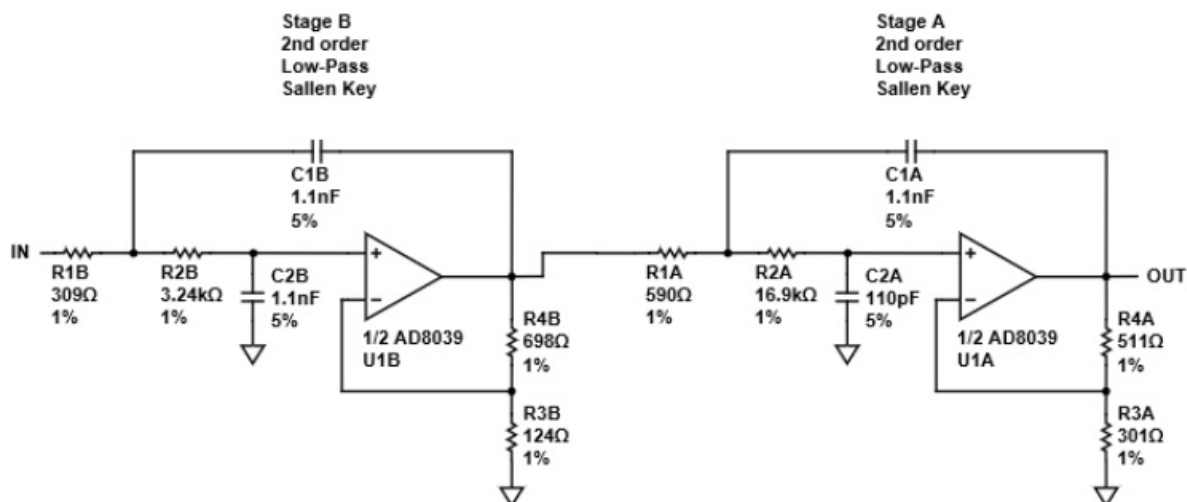 Stage B
2nd order
Low-Pass
Sallen Key
Stage A
2nd order
Low-Pass
Sallen Key
C1B
1.1nF
5%
C1A
1.1nF
5%
IN
R1B
309Ω
1%
R2B
3.24kΩ
1%
C2B
1.1nF
5%
+
−
1/2 AD8039
U1B
R4B
698Ω
1%
R3B
124Ω
1%
R1A
590Ω
1%
R2A
16.9kΩ
1%
C2A
110pF
5%
+
−
1/2 AD8039
U1A
OUT
R4A
511Ω
1%
R3A
301Ω
1%